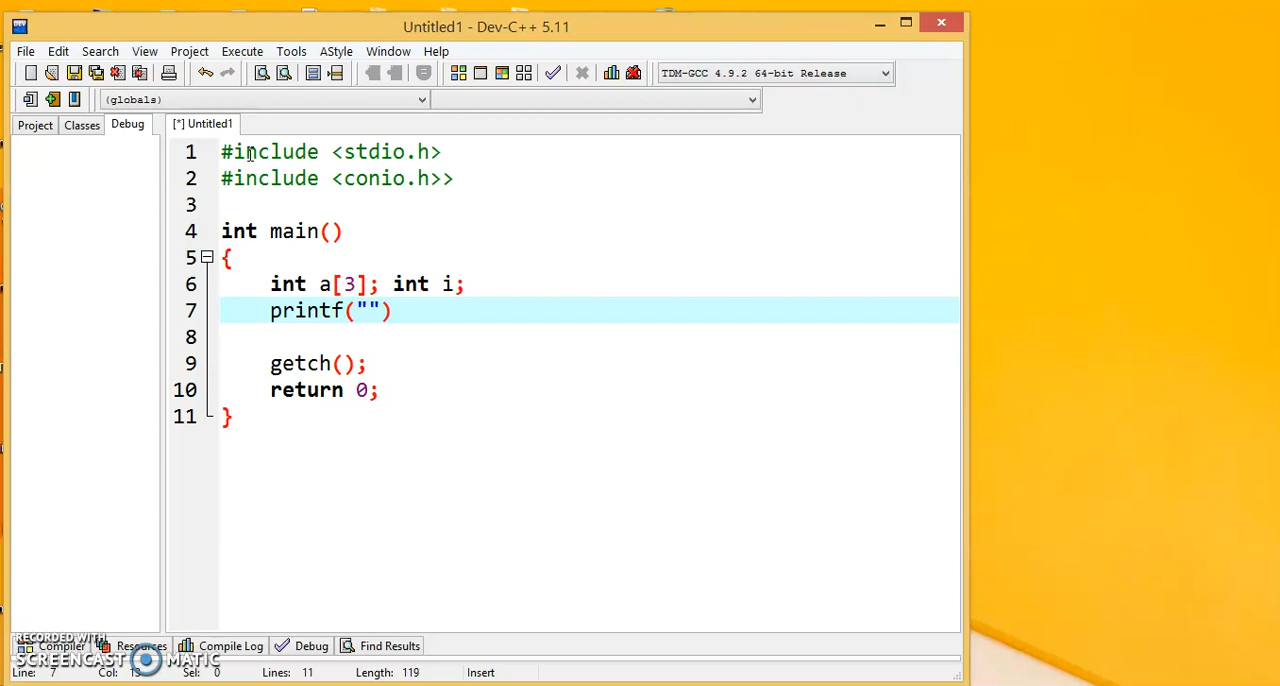 Untitled1 - Dev-C++ 5.11
File Edit Search View Project Execute Tools AStyle Window Help
TDM-GCC 4.9.2 64-bit Release
(globals)
Project Classes Debug [*] Untitled1
1 #include <stdio.h>
2 #include <conio.h>>
3
4 int main()
5 {
6 int a[3]; int i;
7 printf("")
8
9 getch();
10 return 0;
11 }
RECORDED WITH
Compiler Resources Compile Log Debug Find Results
SCREENCAST MATIC
Line: 7 Col: 13 Sel: 0 Lines: 11 Length: 119 Insert